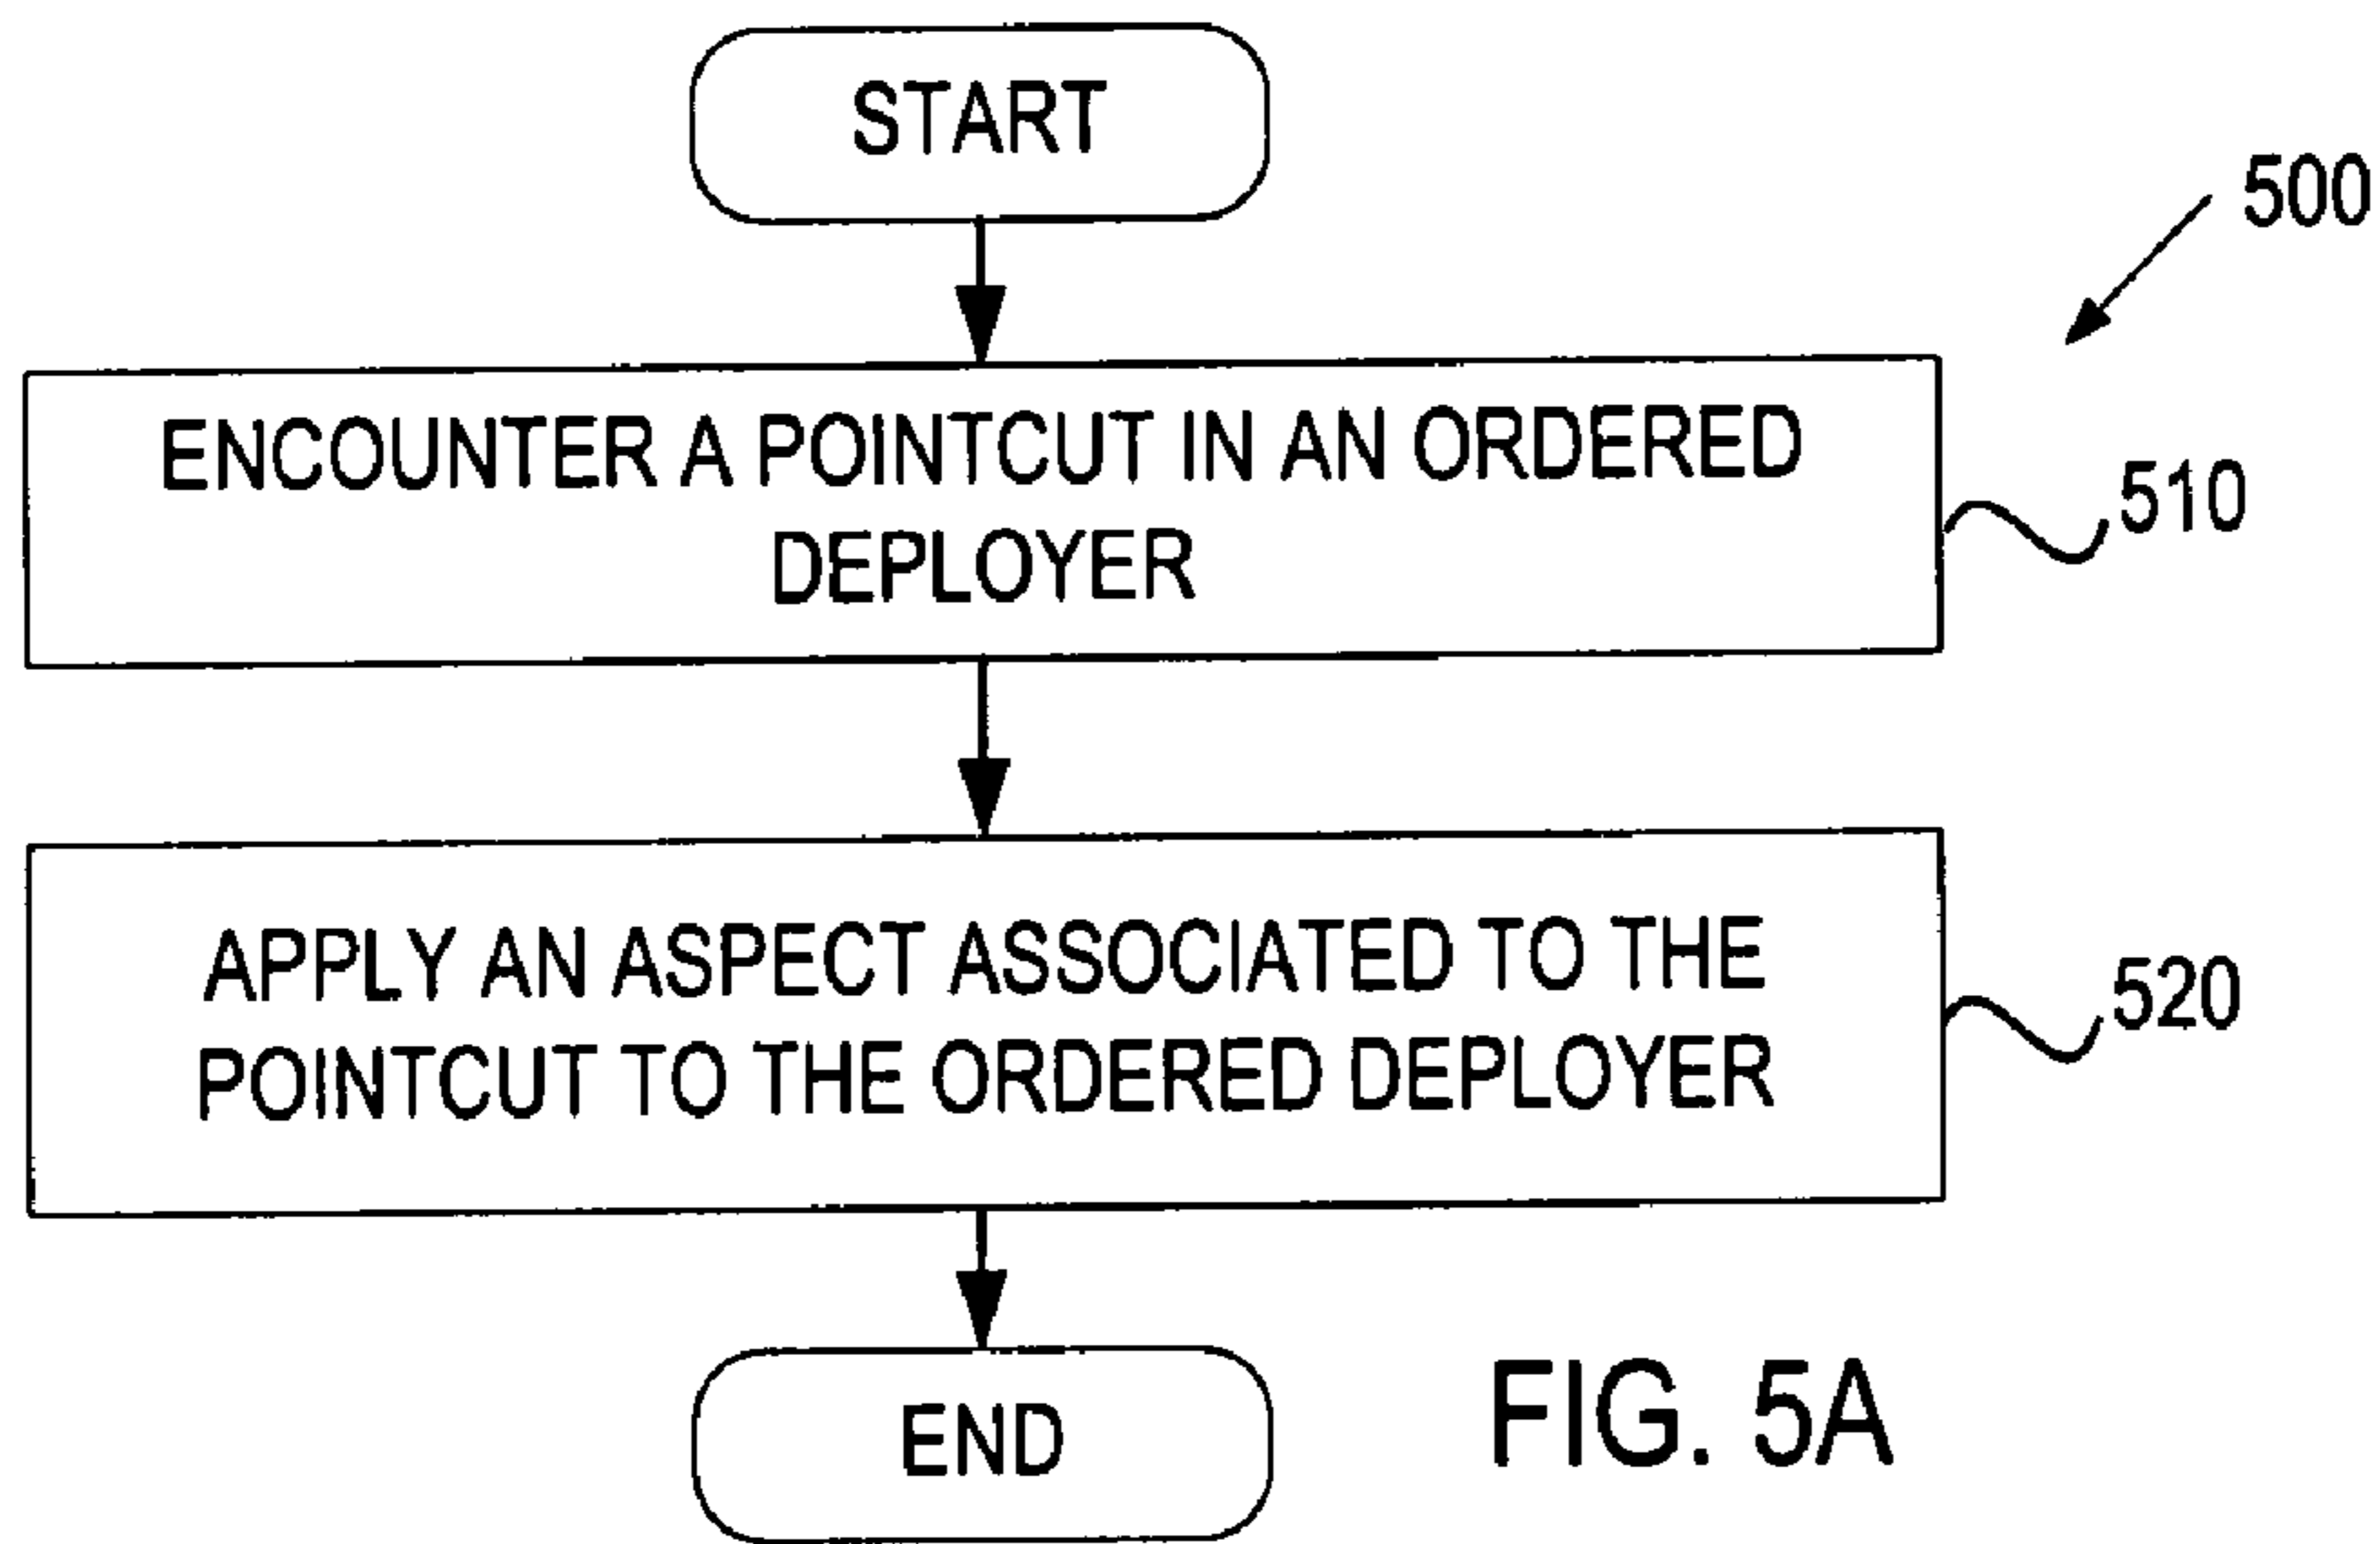 START
500
ENCOUNTER A POINTCUT IN AN ORDERED
DEPLOYER
510
APPLY AN ASPECT ASSOCIATED TO THE
POINTCUT TO THE ORDERED DEPLOYER
520
END
FIG. 5A